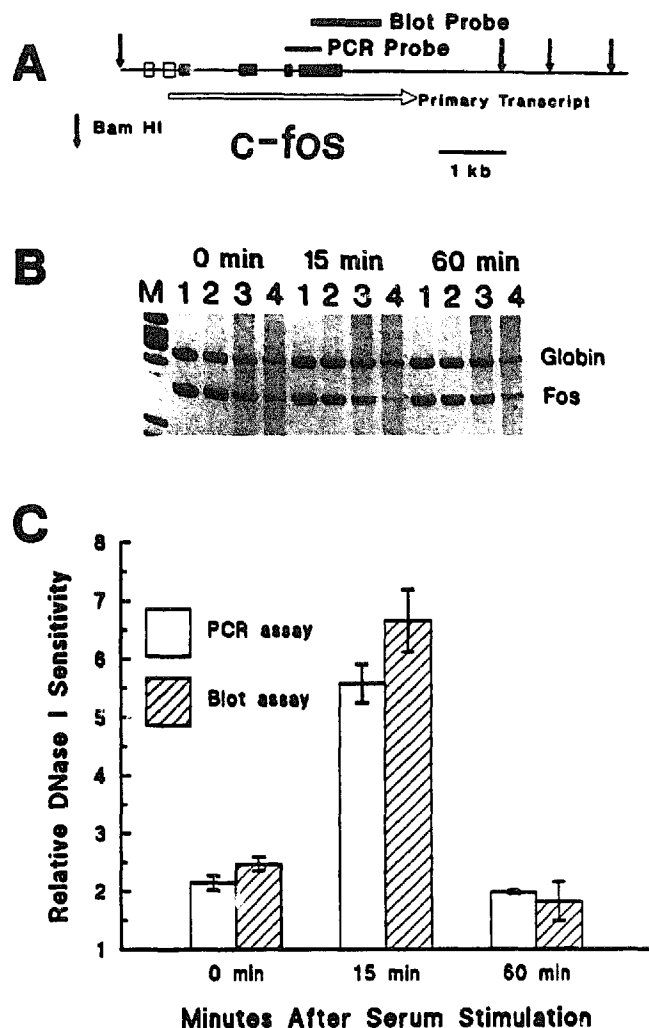 A
Blot Probe
PCR Probe
Primary Transcript
Bam HI
c-fos
1 kb
B
0 min 15 min 60 min
M 1 2 3 4 1 2 3 4 1 2 3 4
Globin
Fos
C
Relative DNase I Sensitivity
8
7
6
5
4
3
2
1
PCR assay
Blot assay
0 min 15 min 60 min
Minutes After Serum Stimulation